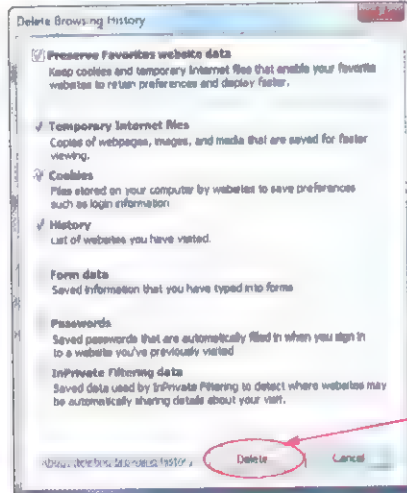 Delete Browsing History
Preserve Favorites website data
Keep cookies and temporary Internet files that enable your favorite
websites to retain preferences and display faster.
Temporary Internet files
Copies of webpages, images, and media that are saved for faster
viewing.
Cookies
Files stored on your computer by websites to save preferences
such as login information
History
List of websites you have visited.
Form data
Saved information that you have typed into forms
Passwords
Saved passwords that are automatically filled in when you sign in
to a website you've previously visited
InPrivate Filtering data
Saved data used by InPrivate Filtering to detect where websites may
be automatically sharing details about your visit.
About deleting browsing history
Delete
Cancel